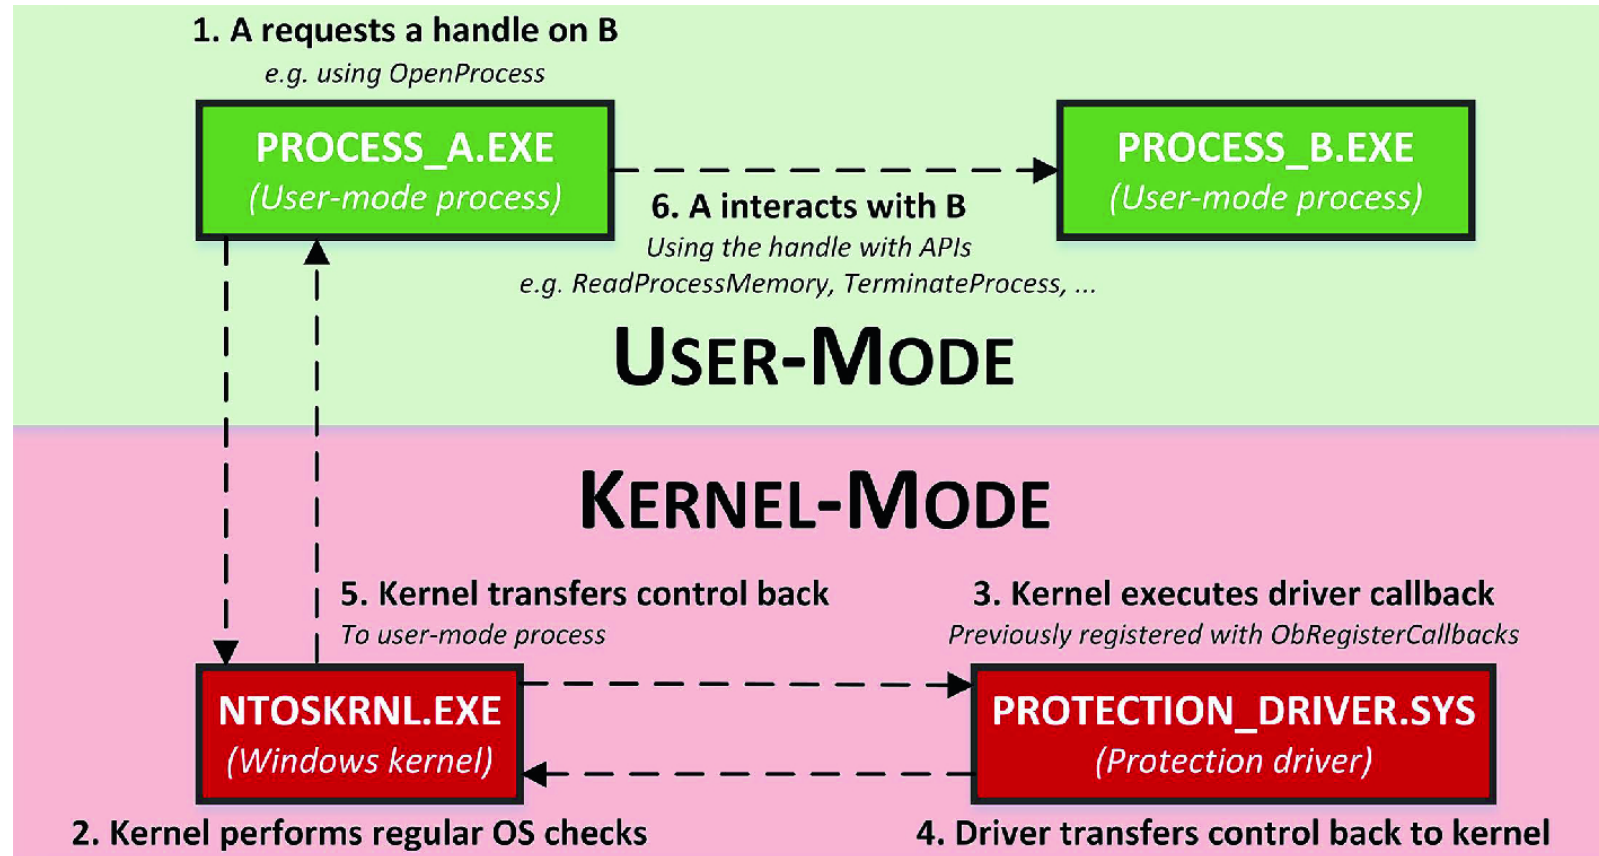 1. A requests a handle on B
e.g. using OpenProcess
PROCESS_A.EXE
(User-mode process)
PROCESS_B.EXE
(User-mode process)
6. A interacts with B
Using the handle with APIs
e.g. ReadProcessMemory, TerminateProcess, ...
USER-MODE
KERNEL-MODE
5. Kernel transfers control back
To user-mode process
3. Kernel executes driver callback
Previously registered with ObRegisterCallbacks
NTOSKRNL.EXE
(Windows kernel)
PROTECTION_DRIVER.SYS
(Protection driver)
2. Kernel performs regular OS checks
4. Driver transfers control back to kernel